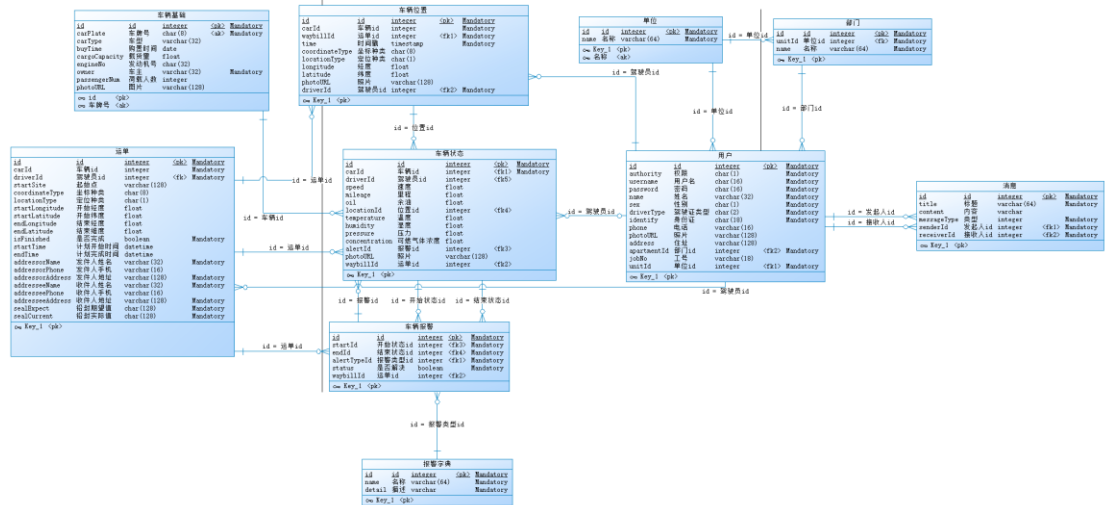 车辆基础
id id integer <pk> Mandatory
carPlate 车牌号 char(8) <ak> Mandatory
carType 车型 varchar(32)
buyTime 购置时间 date
cargoCapacity 载货量 float
engineNo 发动机号 char(32)
owner 车主 varchar(32) Mandatory
passengerNum 荷载人数 integer
photoURL 图片 varchar(128)
id <pk>
车牌号 <ak>
车辆位置
id id integer <pk> Mandatory
carId 车辆id integer Mandatory
waybillId 运单id integer <fk1> Mandatory
time 时间戳 timestamp Mandatory
coordinateType 坐标种类 char(8)
locationType 定位种类 char(1)
longitude 经度 float
latitude 纬度 float
photoURL 照片 varchar(128)
driverId 驾驶员id integer <fk2> Mandatory
Key_1 <pk>
单位
id id integer <pk> Mandatory
name 名称 varchar(64) <ak> Mandatory
Key_1 <pk>
名称 <ak>
id = 单位id
部门
id id integer <pk> Mandatory
unitId 单位id integer <fk> Mandatory
name 名称 varchar(64) Mandatory
Key_1 <pk>
id = 驾驶员id
id = 位置id
id = 单位id
id = 部门id
运单
id id integer <pk> Mandatory
carId 车辆id integer Mandatory
driverId 驾驶员id integer <fk> Mandatory
startSite 起始点 varchar(128)
coordinateType 坐标种类 char(8)
locationType 定位种类 char(1)
startLongitude 开始经度 float
startLatitude 开始纬度 float
endLongitude 结束经度 float
endLatitude 结束纬度 float
isFinished 是否完成 boolean Mandatory
startTime 计划开始时间 datetime
endTime 计划完成时间 datetime
addressorName 发件人姓名 varchar(32) Mandatory
addressorPhone 发件人手机 varchar(16) Mandatory
addressorAddress 发件人地址 varchar(128) Mandatory
addresseeName 收件人姓名 varchar(32) Mandatory
addresseePhone 收件人手机 varchar(16) Mandatory
addresseeAddress 收件人地址 varchar(128) Mandatory
sealExpect 铅封期望值 char(128) Mandatory
sealCurrent 铅封实际值 char(128) Mandatory
Key_1 <pk>
id = 运单id
id = 车辆id
id = 运单id
车辆状态
id id integer <pk> Mandatory
carId 车辆id integer <fk1> Mandatory
driverId 驾驶员id integer <fk5>
speed 速度 float
mileage 里程 float
oil 余油 float
locationId 位置id integer <fk4>
temperature 温度 float
humidity 湿度 float
pressure 压力 float
concentration 可燃气体浓度 float
alertId 报警id integer <fk3>
photoURL 照片 varchar(128)
waybillId 运单id integer <fk2>
Key_1 <pk>
id = 驾驶员id
用户
id id integer <pk> Mandatory
authority 权限 char(1) Mandatory
username 用户名 char(16) Mandatory
password 密码 char(16) Mandatory
name 姓名 varchar(32) Mandatory
sex 性别 char(1) Mandatory
driverType 驾驶证类型 char(2) Mandatory
identify 身份证 char(18) Mandatory
phone 电话 varchar(16)
photoURL 照片 varchar(128)
address 住址 varchar(128)
apartmentId 部门id integer <fk2>
jobNo 工号 varchar(18)
unitId 单位id integer <fk1>
Key_1 <pk>
id = 发起人id
id = 接收人id
消息
id id integer <pk> Mandatory
title 标题 varchar(64) Mandatory
content 内容 varchar
messageType 类型 integer Mandatory
senderId 发起人id integer <fk1> Mandatory
receiverId 接收人id integer <fk2> Mandatory
Key_1 <pk>
id = 驾驶员id
id = 报警id
id = 开始状态id
id = 结束状态id
id = 运单id
车辆报警
id id integer <pk> Mandatory
startId 开始状态id integer <fk3> Mandatory
endId 结束状态id integer <fk4> Mandatory
alertTypeId 报警类型id integer <fk1> Mandatory
status 是否解决 boolean Mandatory
waybillId 运单id integer <fk2>
Key_1 <pk>
id = 报警类型id
报警字典
id id integer <pk> Mandatory
name 名称 varchar(64) Mandatory
detail 描述 varchar Mandatory
Key_1 <pk>